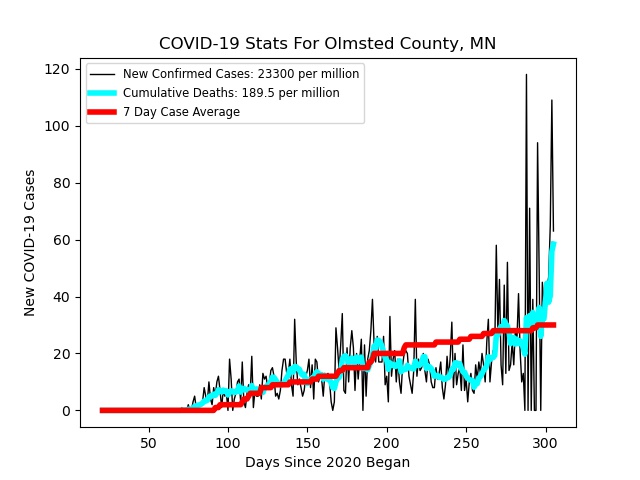 COVID-19 Stats For Olmsted County, MN
New Confirmed Cases: 23300 per million
Cumulative Deaths: 189.5 per million
7 Day Case Average
New COVID-19 Cases
120
100
80
60
40
20
0
50 100 150 200 250 300
Days Since 2020 Began